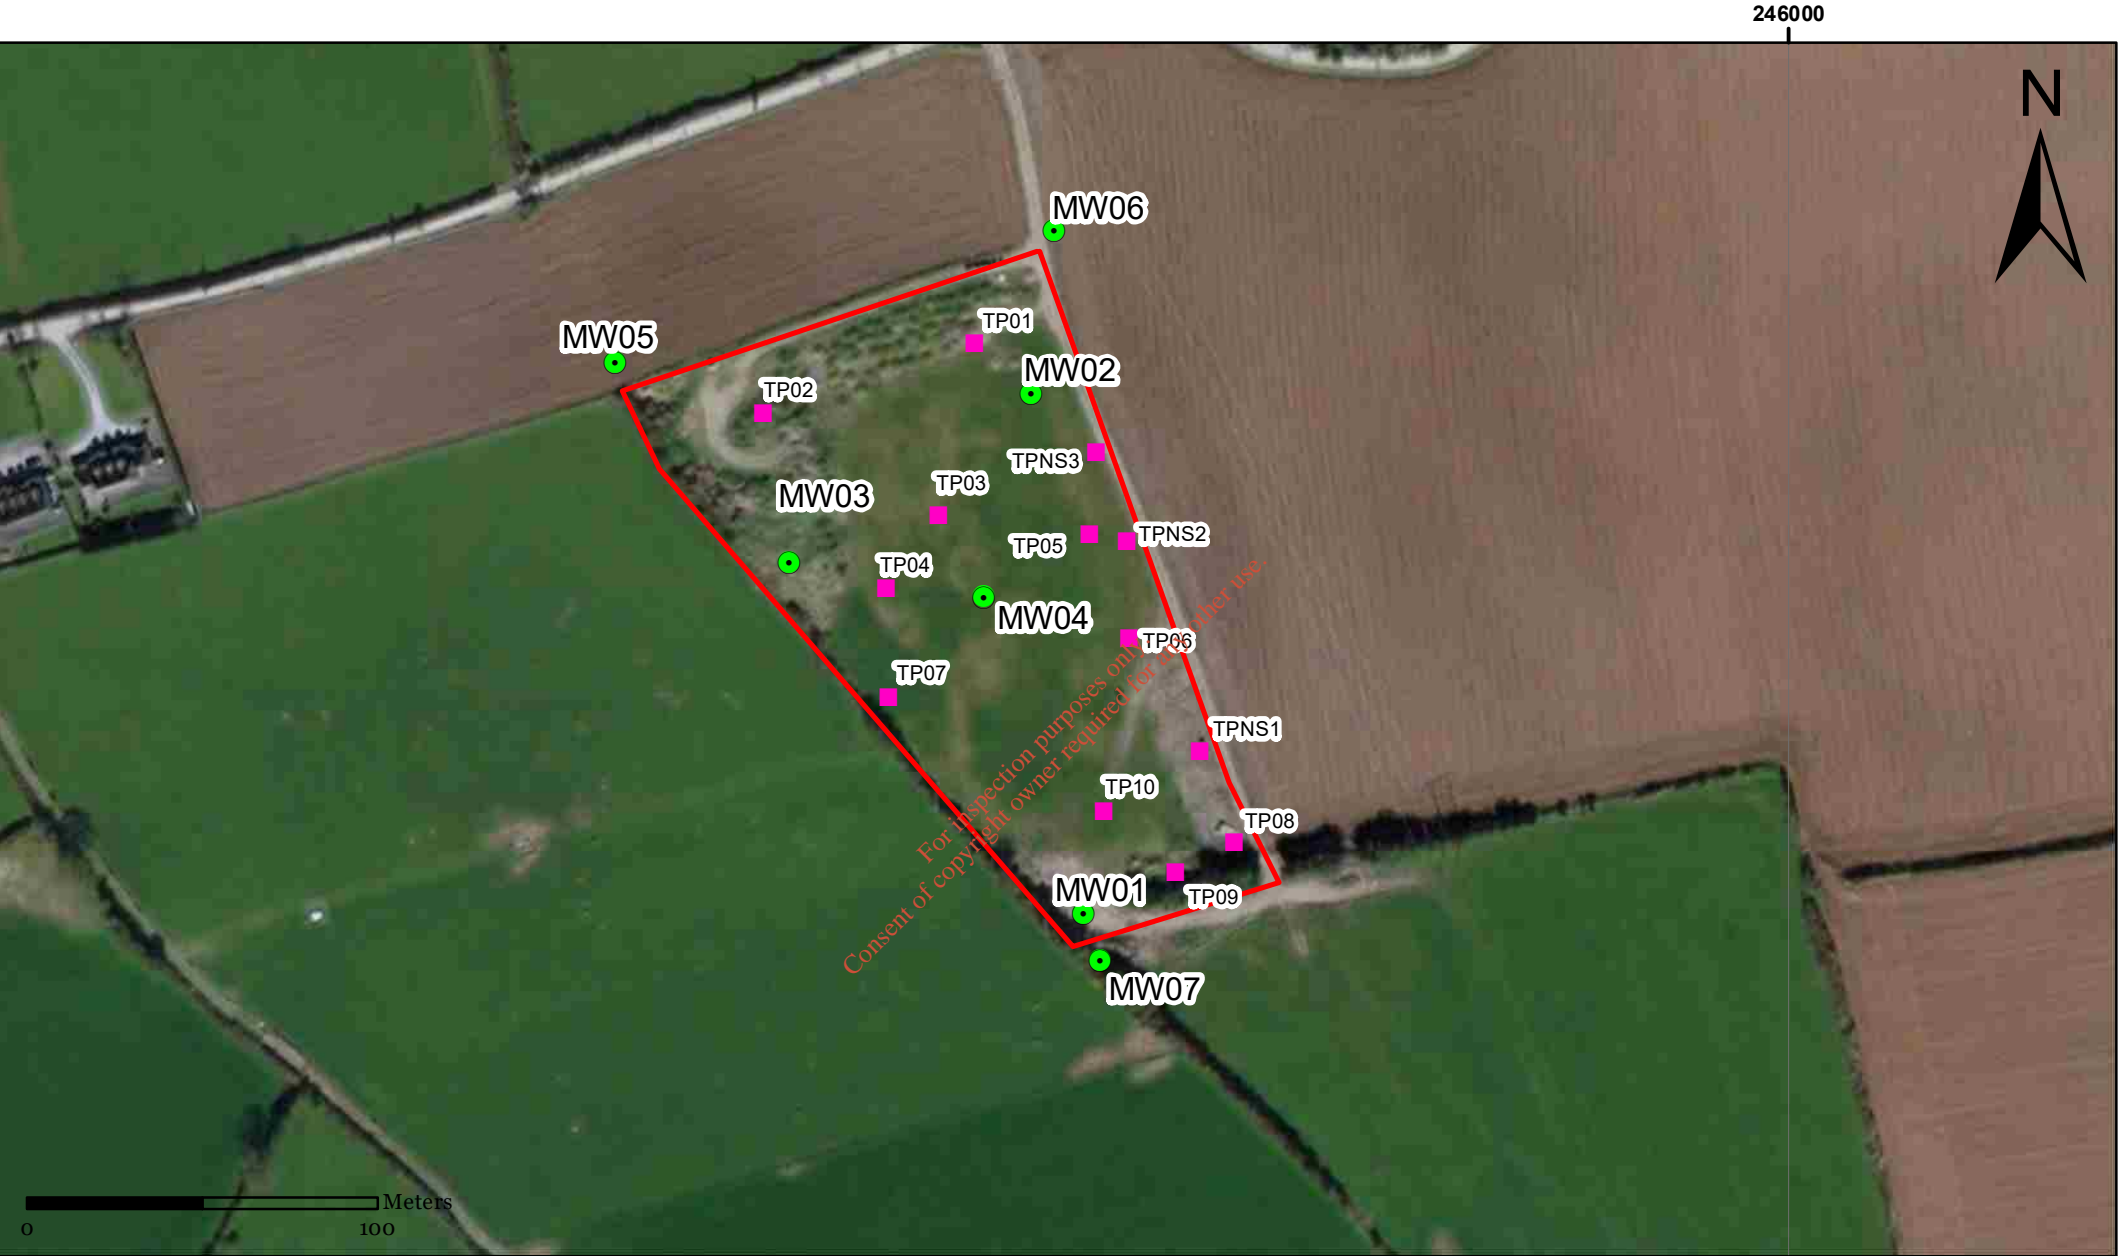 246000
N
MW06
TP01
MW05
MW02
TP02
TPNS3
TP03
MW03
TPNS2
TP05
TP04
MW04
TP06
TP07
TPNS1
TP10
TP08
MW01
TP09
MW07
For inspection purposes only.
Consent of copyright owner required for any other use.
Meters
0 100